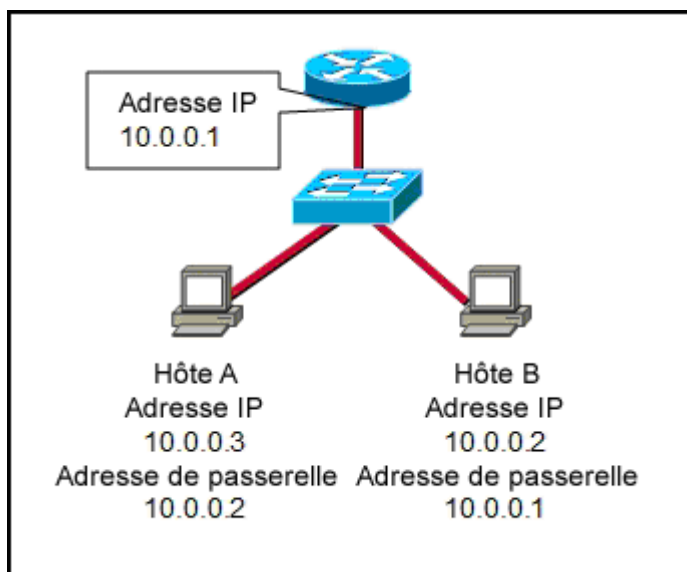 Adresse IP
10.0.0.1
Hôte A
Adresse IP
10.0.0.3
Adresse de passerelle
10.0.0.2
Hôte B
Adresse IP
10.0.0.2
Adresse de passerelle
10.0.0.1